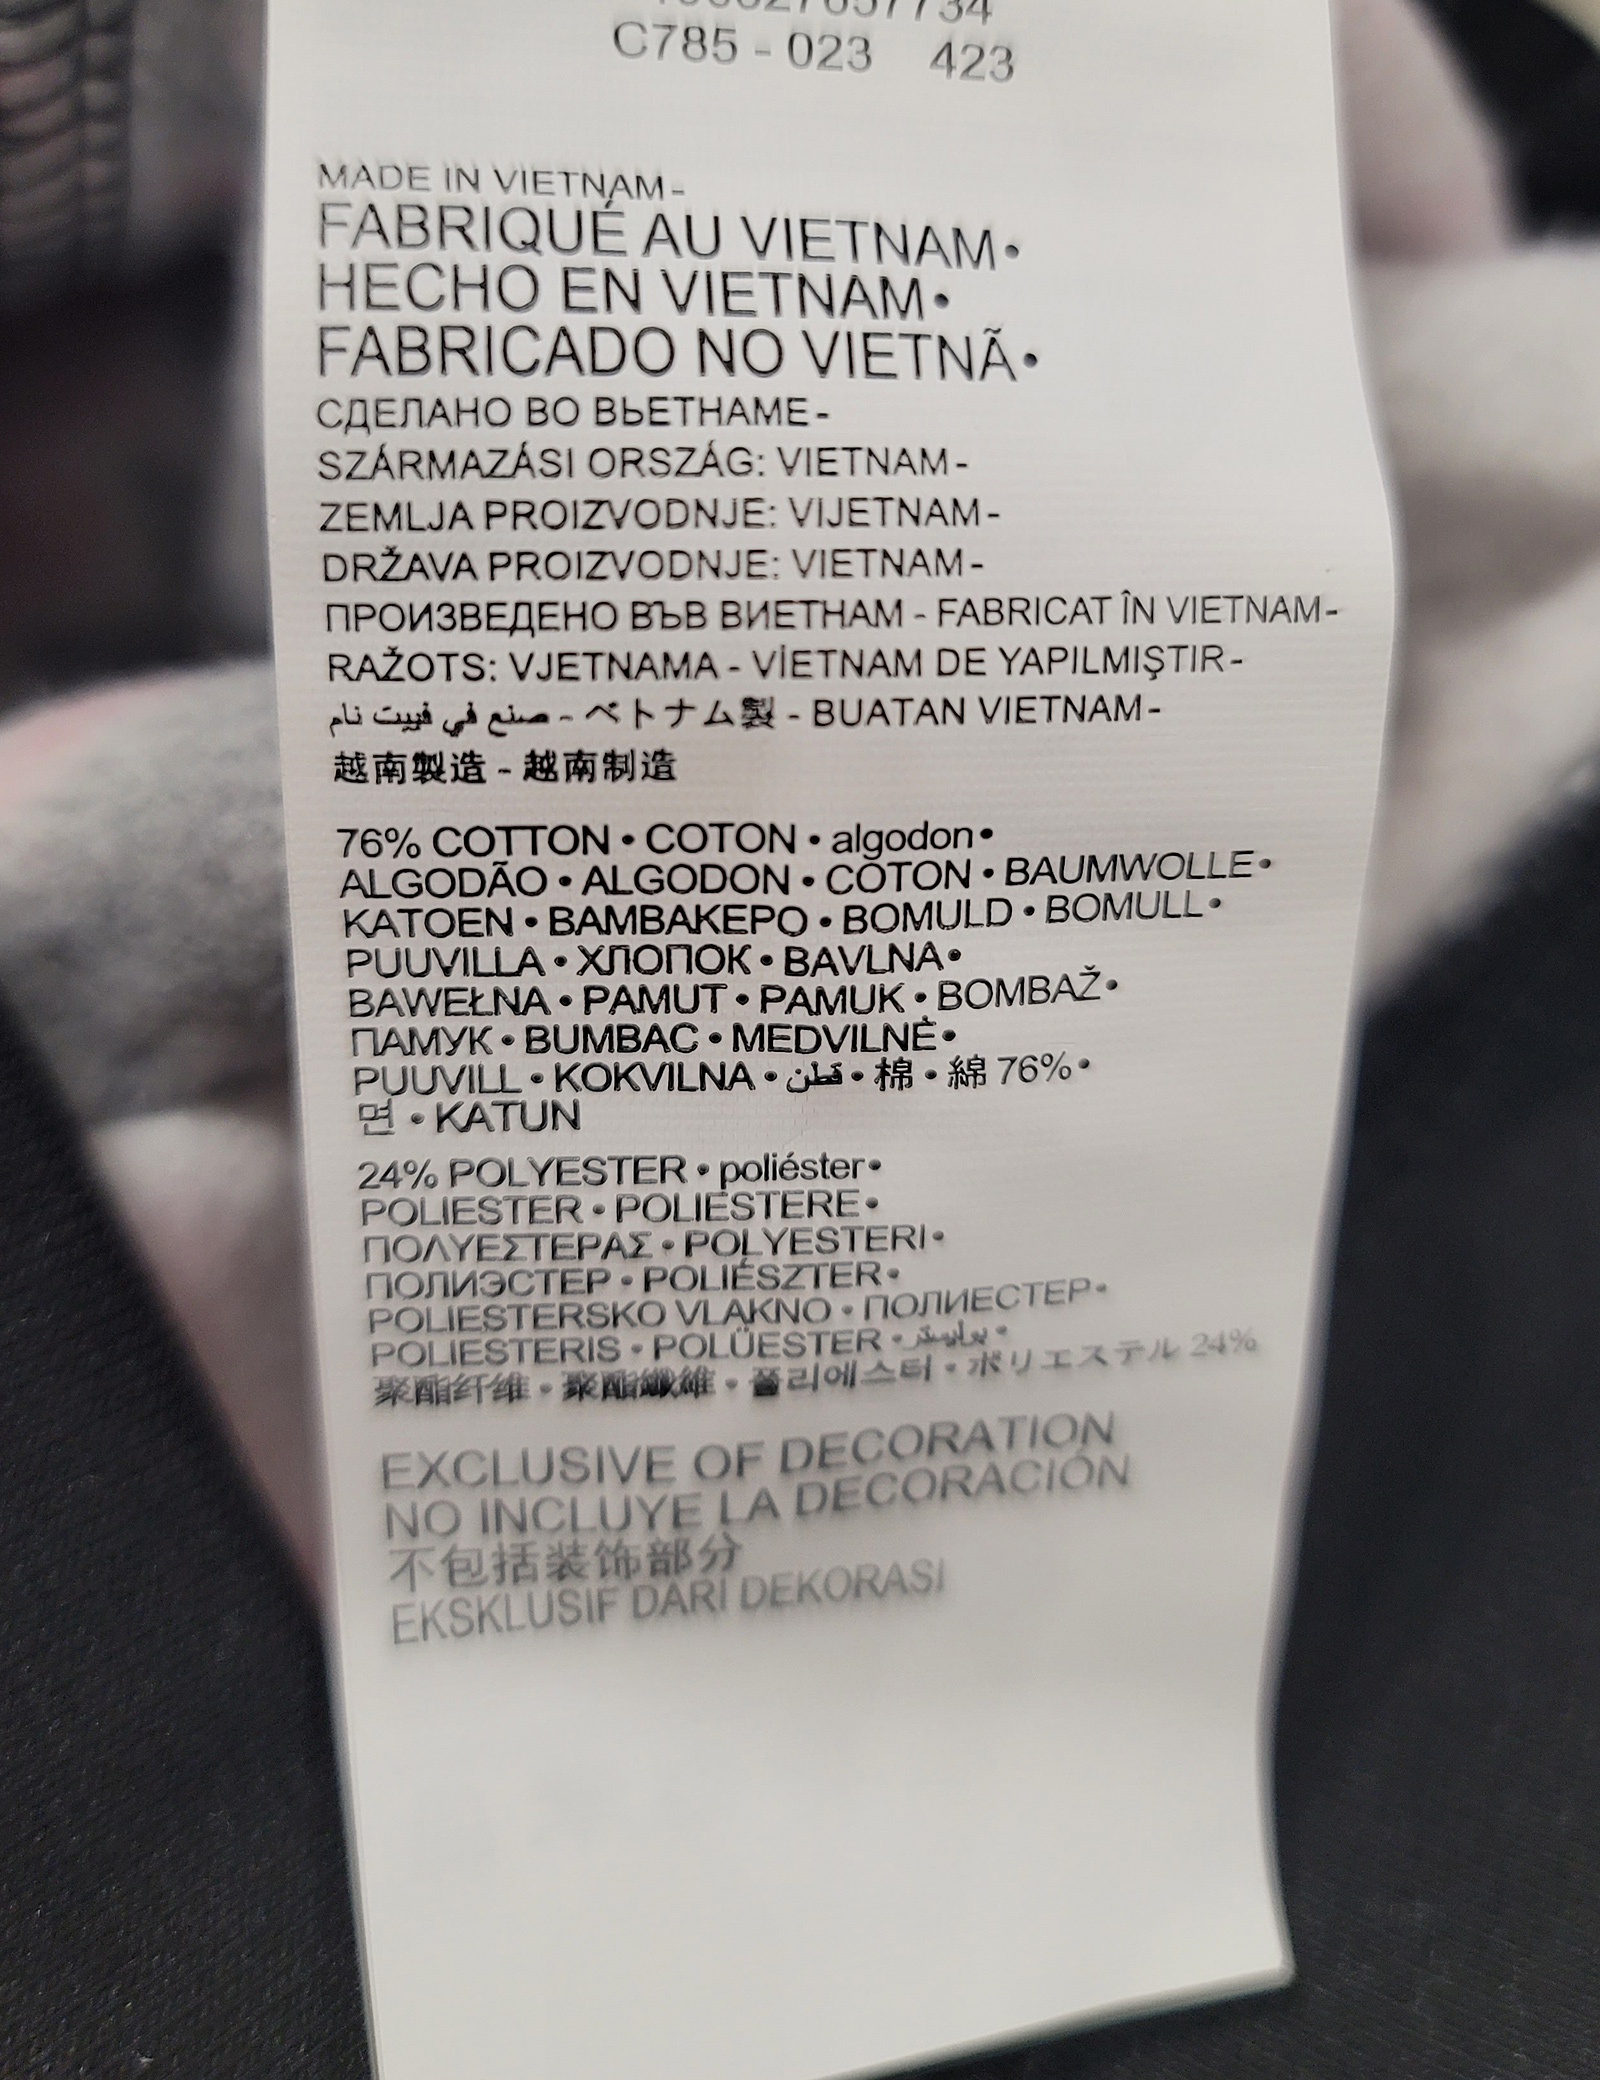 C785 - 023 423
MADE IN VIETNAM-
FABRIQUÉ AU VIETNAM•
HECHO EN VIETNAM•
FABRICADO NO VIETNÃ•
СДЕЛАНО ВО ВЬЕТНАМЕ-
SZÁRMAZÁSI ORSZÁG: VIETNAM-
ZEMLJA PROIZVODNJE: VIJETNAM-
DRŽAVA PROIZVODNJE: VIETNAM-
ПРОИЗВЕДЕНО ВЪВ ВИЕТНАМ - FABRICAT ÎN VIETNAM-
RAŽOTS: VJETNAMA - VİETNAM DE YAPILMIŞTIR-
صنع في فييت نام - ベトナム製 - BUATAN VIETNAM-
越南製造 - 越南制造
76% COTTON • COTON • algodon•
ALGODÃO • ALGODON • COTON • BAUMWOLLE•
KATOEN • BAMBAKEPO • BOMULD • BOMULL•
PUUVILLA • ХЛОПОК • BAVLNA•
BAWEŁNA • PAMUT • PAMUK • BOMBAŽ•
ПАМУК • BUMBAC • MEDVILNĖ•
PUUVILL • KOKVILNA • قطن • 棉 • 綿 76%•
면 • KATUN
24% POLYESTER • poliéster•
POLIESTER • POLIESTERE•
ΠΟΛΥΕΣΤΕΡΑΣ • POLYESTERI•
ПОЛИЭСТЕР • POLIÉSZTER•
POLIESTERSKO VLAKNO • ПОЛИЕСТЕР•
POLIESTERIS • POLÜESTER •
聚酯纤维 • 聚酯纖維 • 폴리에스터 • ポリエステル 24%
EXCLUSIVE OF DECORATION
NO INCLUYE LA DECORACIÓN
不包括装饰部分
EKSKLUSIF DARI DEKORASI